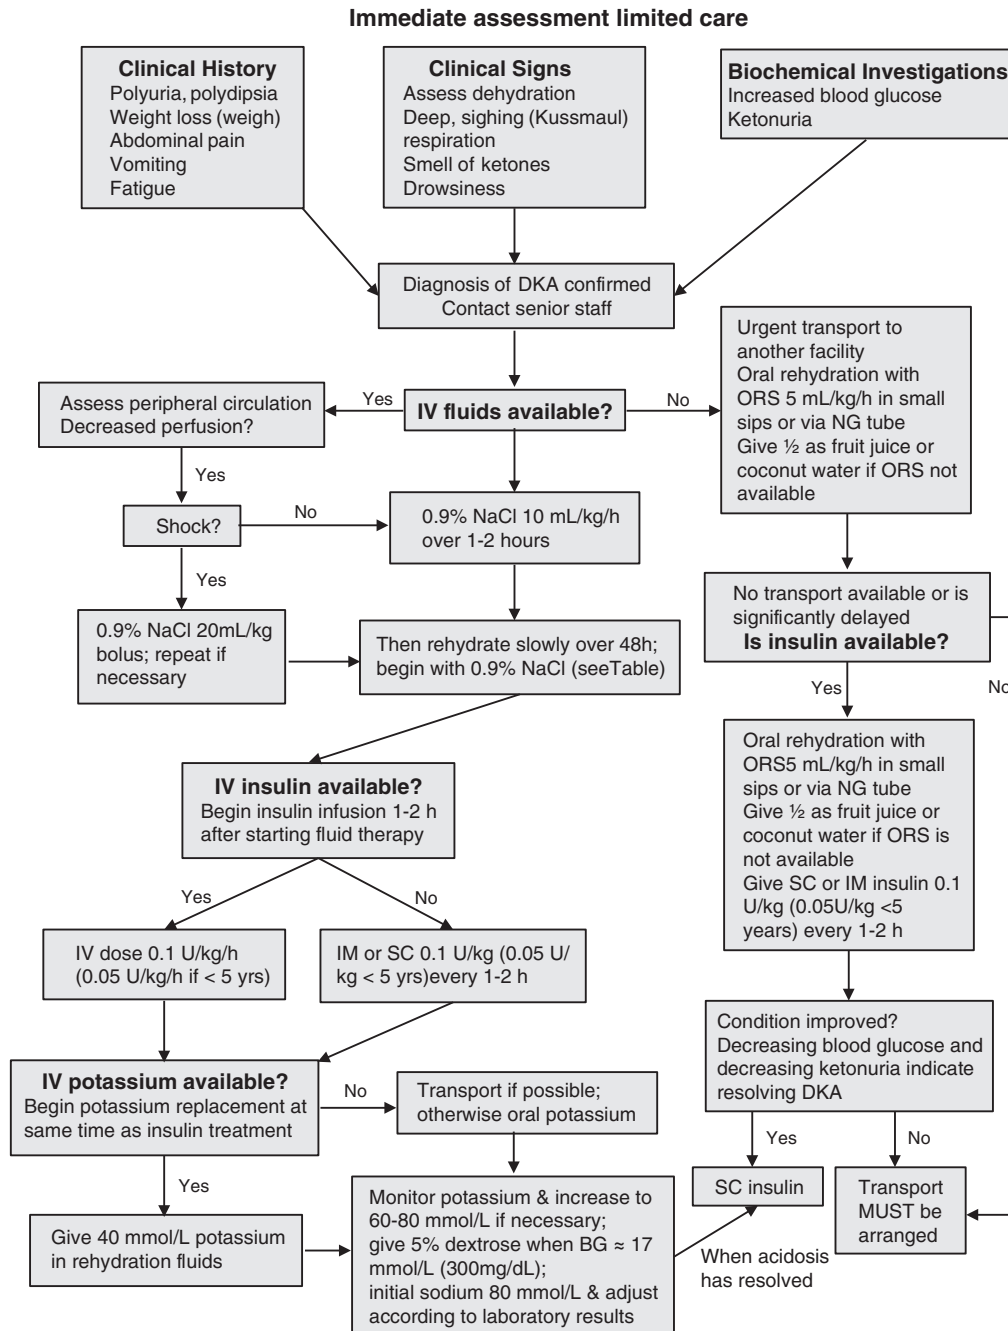 Immediate assessment limited care
Clinical History
Polyuria, polydipsia
Weight loss (weigh)
Abdominal pain
Vomiting
Fatigue
Clinical Signs
Assess dehydration
Deep, sighing (Kussmaul)
respiration
Smell of ketones
Drowsiness
Biochemical Investigations
Increased blood glucose
Ketonuria
Diagnosis of DKA confirmed
Contact senior staff
IV fluids available?
Yes
No
Assess peripheral circulation
Decreased perfusion?
Yes
Shock?
No
Yes
0.9% NaCl 20mL/kg
bolus; repeat if
necessary
0.9% NaCl 10 mL/kg/h
over 1-2 hours
Then rehydrate slowly over 48h;
begin with 0.9% NaCl (seeTable)
IV insulin available?
Begin insulin infusion 1-2 h
after starting fluid therapy
Yes
No
IV dose 0.1 U/kg/h
(0.05 U/kg/h if < 5 yrs)
IM or SC 0.1 U/kg (0.05 U/
kg < 5 yrs)every 1-2 h
IV potassium available?
Begin potassium replacement at
same time as insulin treatment
No
Transport if possible;
otherwise oral potassium
Yes
Give 40 mmol/L potassium
in rehydration fluids
Monitor potassium & increase to
60-80 mmol/L if necessary;
give 5% dextrose when BG ≈ 17
mmol/L (300mg/dL);
initial sodium 80 mmol/L & adjust
according to laboratory results
When acidosis
has resolved
Urgent transport to
another facility
Oral rehydration with
ORS 5 mL/kg/h in small
sips or via NG tube
Give ½ as fruit juice or
coconut water if ORS not
available
No transport available or is
significantly delayed
Is insulin available?
Yes
No
Oral rehydration with
ORS5 mL/kg/h in small
sips or via NG tube
Give ½ as fruit juice or
coconut water if ORS is
not available
Give SC or IM insulin 0.1
U/kg (0.05U/kg <5
years) every 1-2 h
Condition improved?
Decreasing blood glucose and
decreasing ketonuria indicate
resolving DKA
Yes
No
SC insulin
Transport
MUST be
arranged